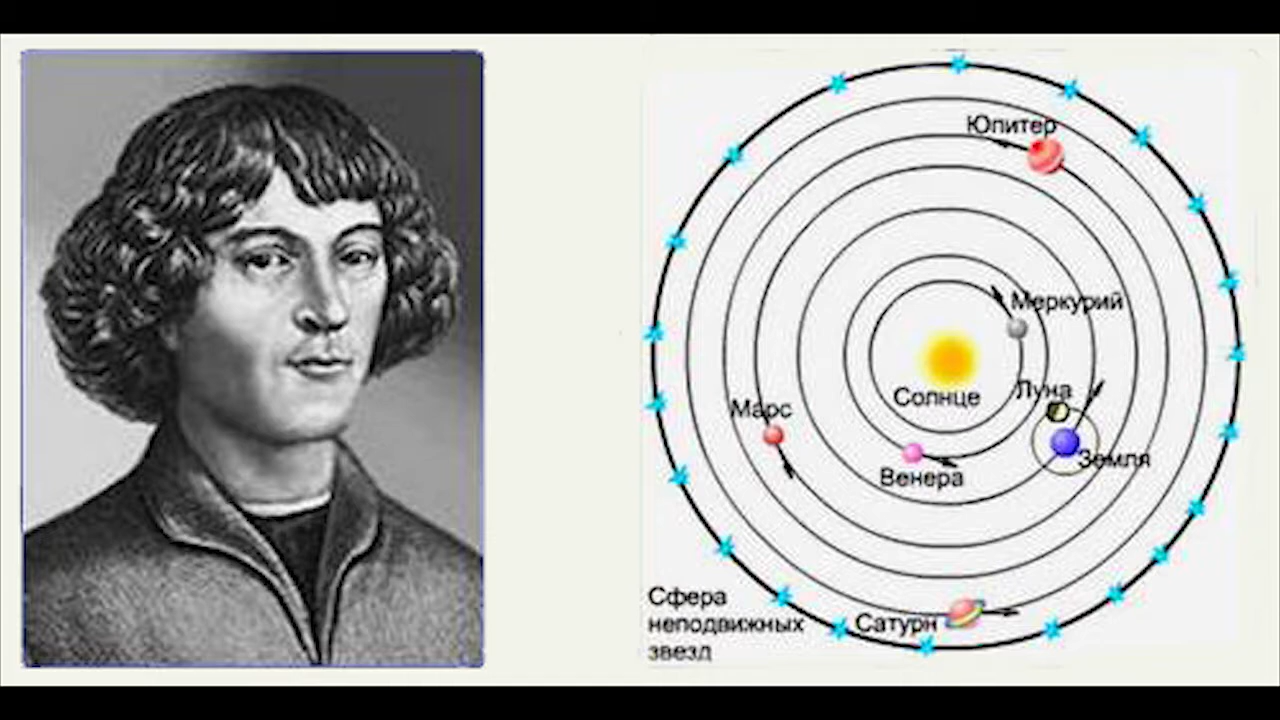 Юпитер
Меркурий
Солнце
Луна
Марс
Земля
Венера
Сфера
неподвижных
звезд
Сатурн